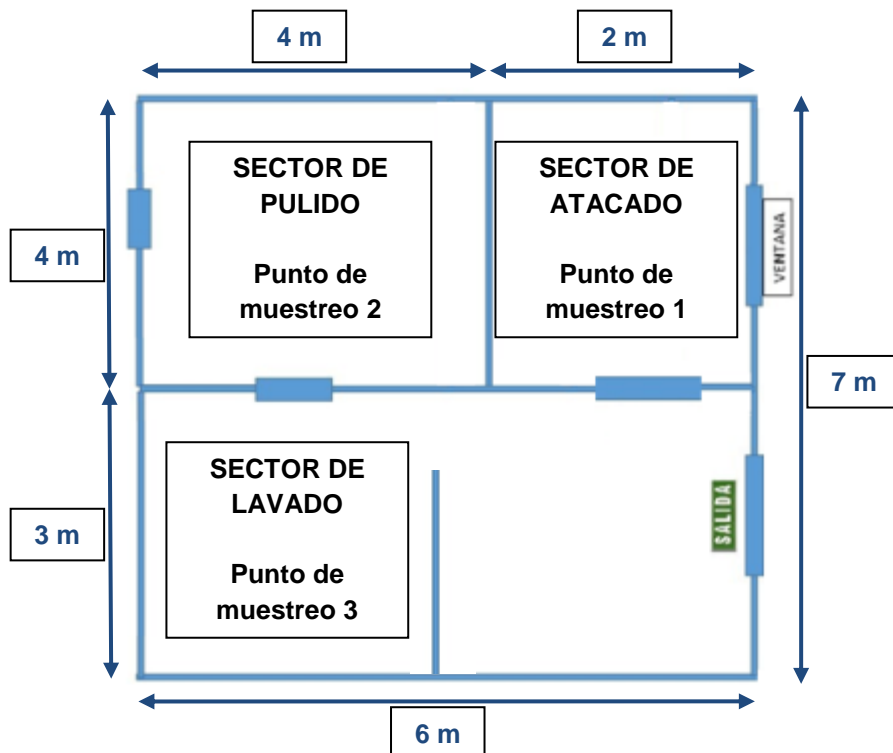 4 m
2 m
SECTOR DE
PULIDO
Punto de
muestreo 2
SECTOR DE
ATACADO
Punto de
muestreo 1
VENTANA
4 m
7 m
SECTOR DE
LAVADO
Punto de
muestreo 3
SALIDA
3 m
6 m